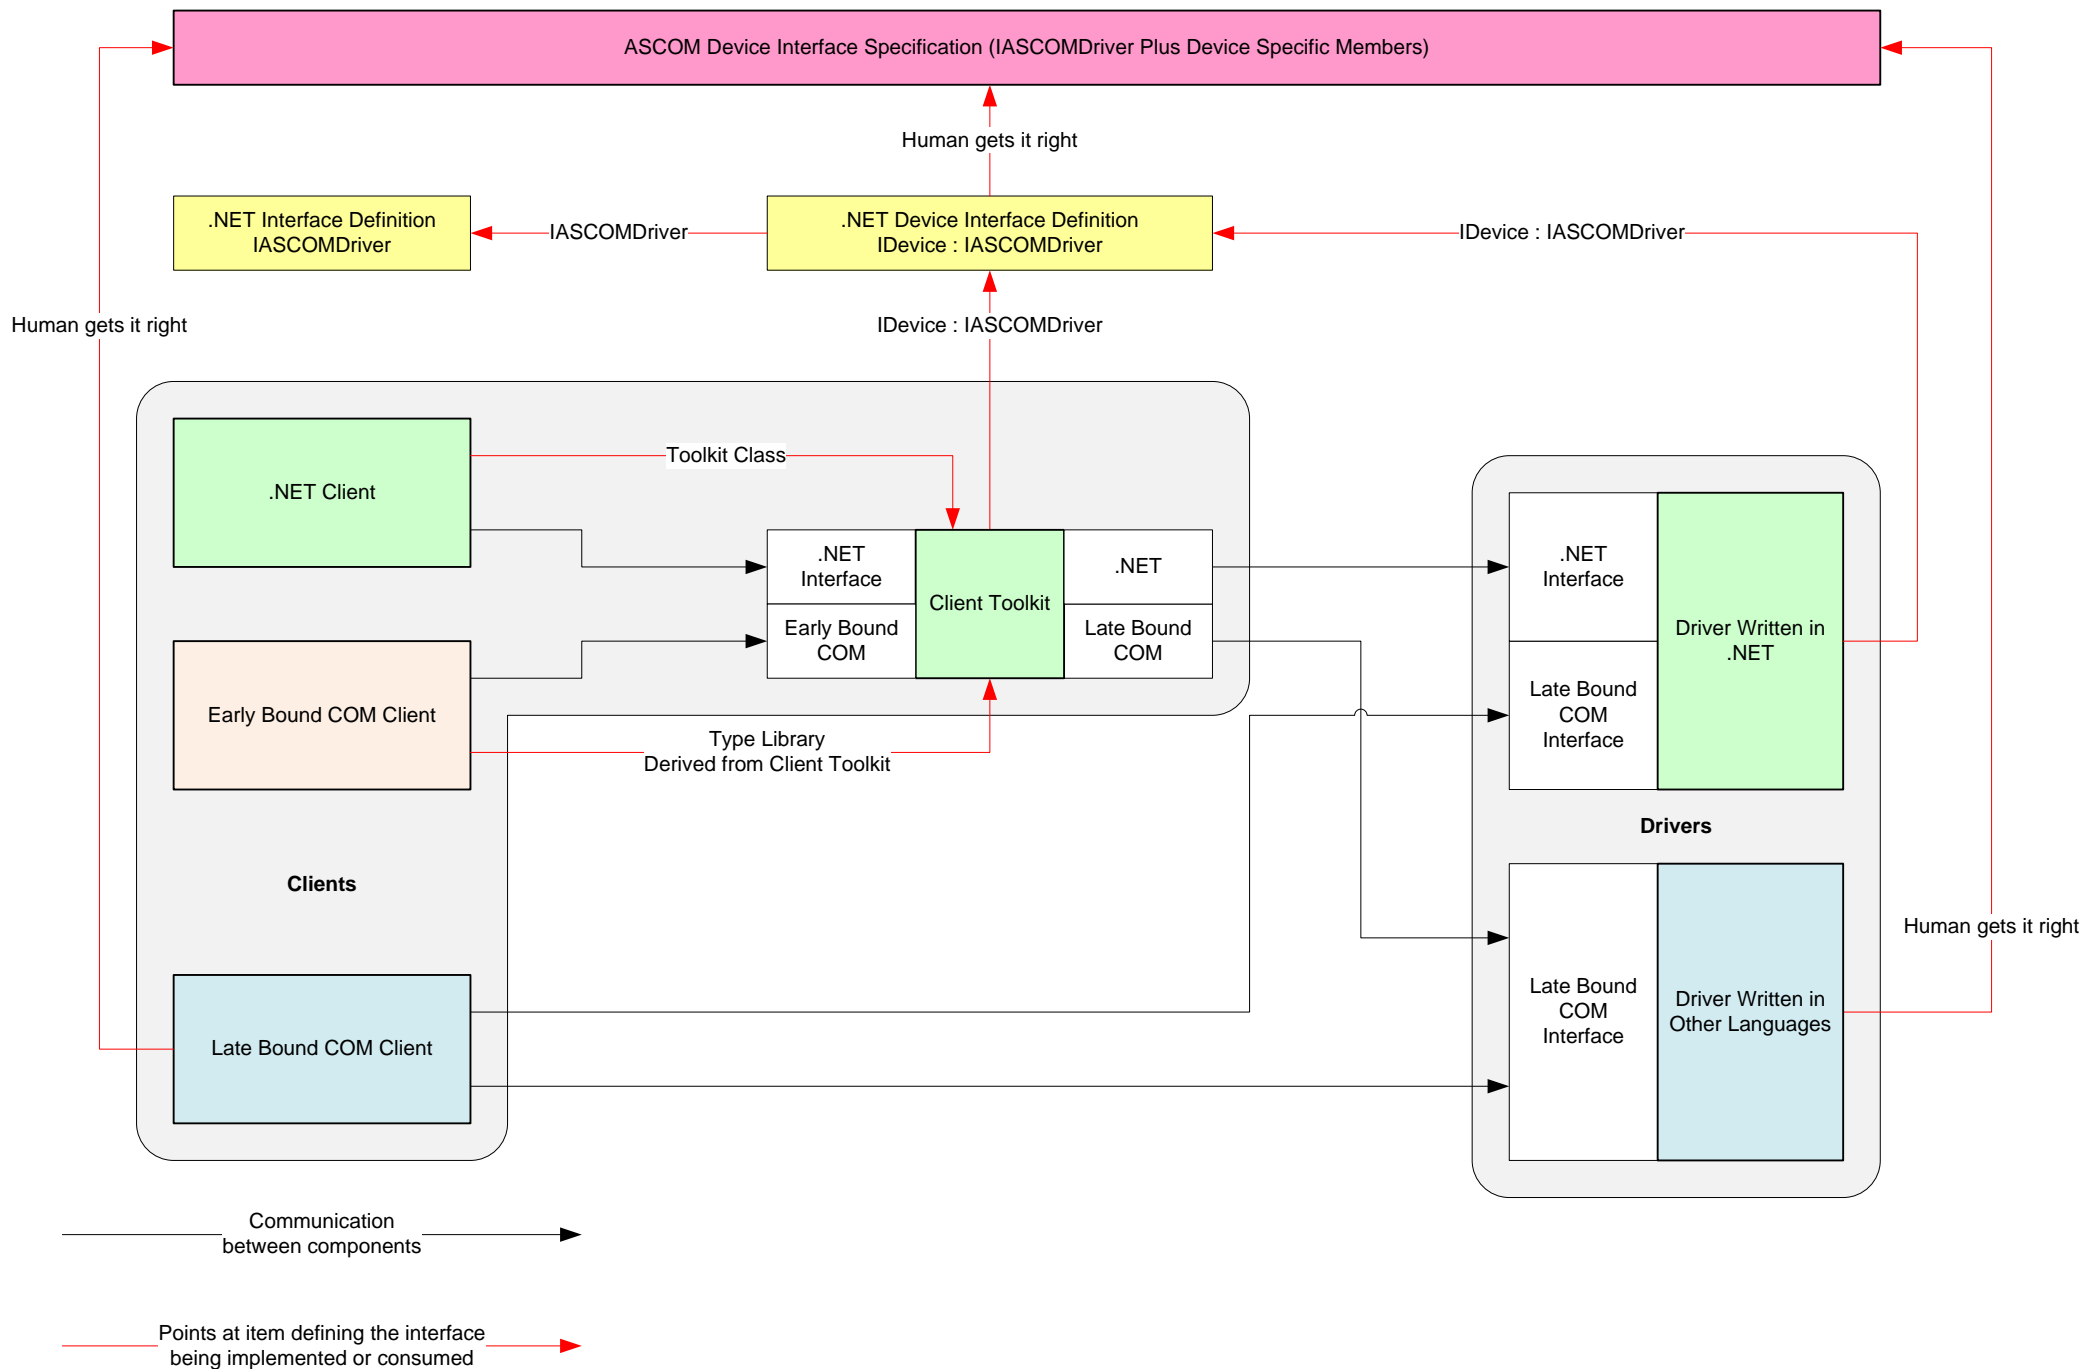 ASCOM Device Interface Specification (IASCOMDriver Plus Device Specific Members)
Human gets it right
.NET Interface Definition
IASCOMDriver
IASCOMDriver
.NET Device Interface Definition
IDevice : IASCOMDriver
IDevice : IASCOMDriver
Human gets it right
IDevice : IASCOMDriver
.NET Client
Toolkit Class
.NET
Interface
Early Bound
COM
Client Toolkit
.NET
Late Bound
COM
Early Bound COM Client
Type Library
Derived from Client Toolkit
Clients
Late Bound COM Client
.NET
Interface
Late Bound
COM
Interface
Driver Written in
.NET
Drivers
Late Bound
COM
Interface
Driver Written in
Other Languages
Human gets it right
Communication
between components
Points at item defining the interface
being implemented or consumed